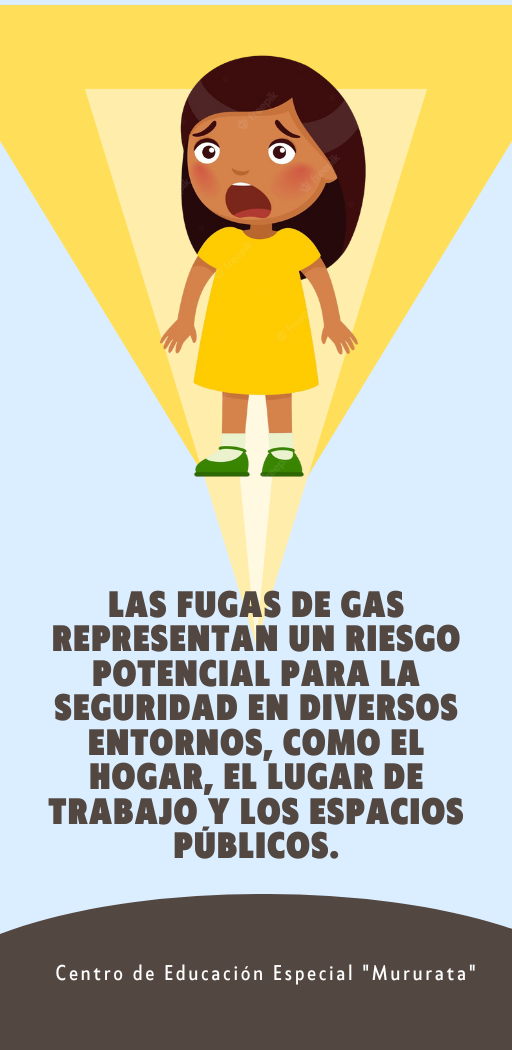 LAS FUGAS DE GAS
REPRESENTAN UN RIESGO
POTENCIAL PARA LA
SEGURIDAD EN DIVERSOS
ENTORNOS, COMO EL
HOGAR, EL LUGAR DE
TRABAJO Y LOS ESPACIOS
PÚBLICOS.
Centro de Educación Especial "Mururata"